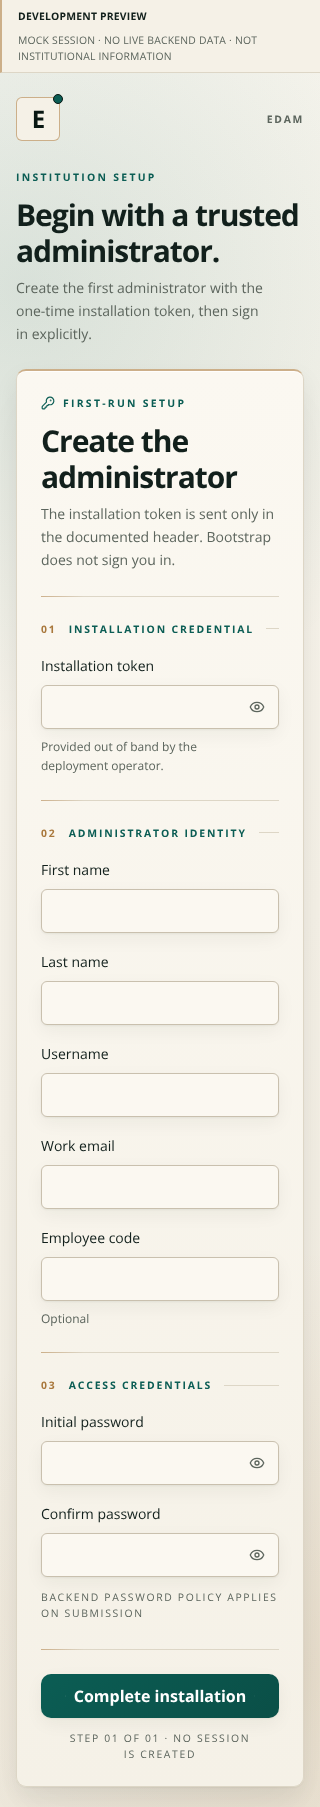 DEVELOPMENT PREVIEW
MOCK SESSION · NO LIVE BACKEND DATA · NOT
INSTITUTIONAL INFORMATION
E
EDAM
INSTITUTION SETUP
Begin with a trusted
administrator.
Create the first administrator with the
one-time installation token, then sign
in explicitly.
FIRST-RUN SETUP
Create the
administrator
The installation token is sent only in
the documented header. Bootstrap
does not sign you in.
01 INSTALLATION CREDENTIAL
Installation token
Provided out of band by the
deployment operator.
02 ADMINISTRATOR IDENTITY
First name
Last name
Username
Work email
Employee code
Optional
03 ACCESS CREDENTIALS
Initial password
Confirm password
BACKEND PASSWORD POLICY APPLIES
ON SUBMISSION
Complete installation
STEP 01 OF 01 · NO SESSION
IS CREATED